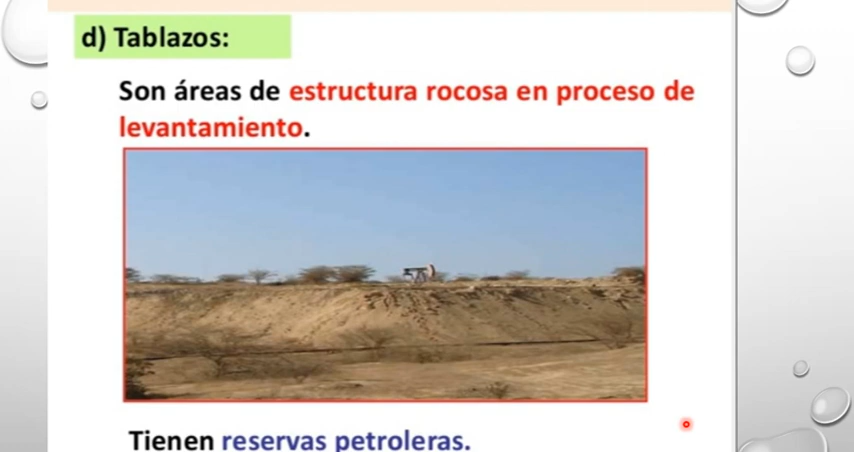 d) Tablazos:
Son áreas de estructura rocosa en proceso de
levantamiento.
Tienen reservas petroleras.